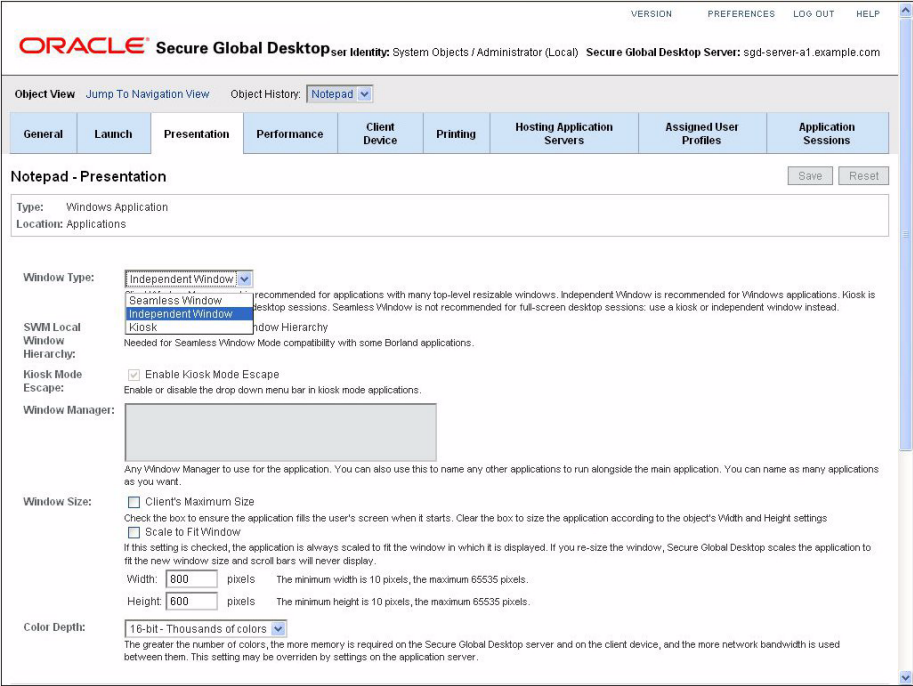 VERSION PREFERENCES LOG OUT HELP
ORACLE Secure Global Desktop ser Identity: System Objects / Administrator (Local) Secure Global Desktop Server: sgd-server-a1.example.com
Object View Jump To Navigation View Object History: Notepad
General Launch Presentation Performance Client Device Printing Hosting Application Servers Assigned User Profiles Application Sessions
Notepad - Presentation Save Reset
Type: Windows Application
Location: Applications
Window Type: Independent Window
recommended for applications with many top-level resizable windows. Independent Window is recommended for Windows applications. Kiosk is
Seamless Window
desktop sessions. Seamless Window is not recommended for full-screen desktop sessions: use a kiosk or independent window instead.
Independent Window
Kiosk
SWM Local Window Hierarchy: ndow Hierarchy
Needed for Seamless Window Mode compatibility with some Borland applications.
Kiosk Mode Escape: Enable Kiosk Mode Escape
Enable or disable the drop down menu bar in kiosk mode applications.
Window Manager:
Any Window Manager to use for the application. You can also use this to name any other applications to run alongside the main application. You can name as many applications
as you want.
Window Size: Client's Maximum Size
Check the box to ensure the application fills the user's screen when it starts. Clear the box to size the application according to the object's Width and Height settings
Scale to Fit Window
If this setting is checked, the application is always scaled to fit the window in which it is displayed. If you re-size the window, Secure Global Desktop scales the application to
fit the new window size and scroll bars will never display.
Width: 800 pixels The minimum width is 10 pixels, the maximum 65535 pixels.
Height: 600 pixels The minimum height is 10 pixels, the maximum 65535 pixels.
Color Depth: 16-bit - Thousands of colors
The greater the number of colors, the more memory is required on the Secure Global Desktop server and on the client device, and the more network bandwidth is used
between them. This setting may be overriden by settings on the application server.